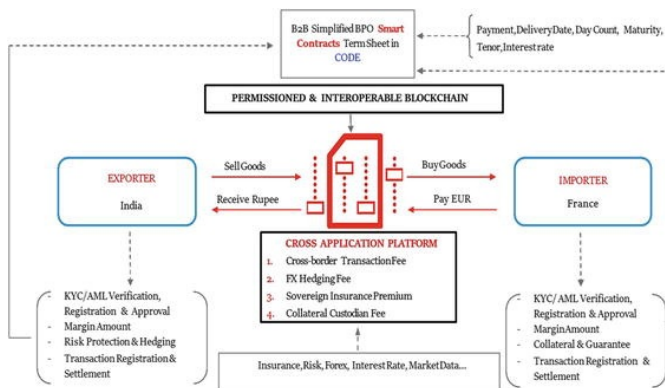 B2B Simplified BPO Smart
Contracts Term Sheet in
CODE
Payment, Delivery Date, Day Count, Maturity,
Tenor, Interest rate
PERMISSIONED & INTEROPERABLE BLOCKCHAIN
EXPORTER
India
Sell Goods
Receive Rupee
Buy Goods
Pay EUR
IMPORTER
France
CROSS APPLICATION PLATFORM
1. Cross-border Transaction Fee
2. FX Hedging Fee
3. Sovereign Insurance Premium
4. Collateral Custodian Fee
- KYC/AML Verification,
Registration & Approval
- Margin Amount
- Risk Protection & Hedging
- Transaction Registration &
Settlement
- KYC/AML Verification,
Registration & Approval
- Margin Amount
- Collateral & Guarantee
- Transaction Registration &
Settlement
Insurance, Risk, Forex, Interest Rate, Market Data...